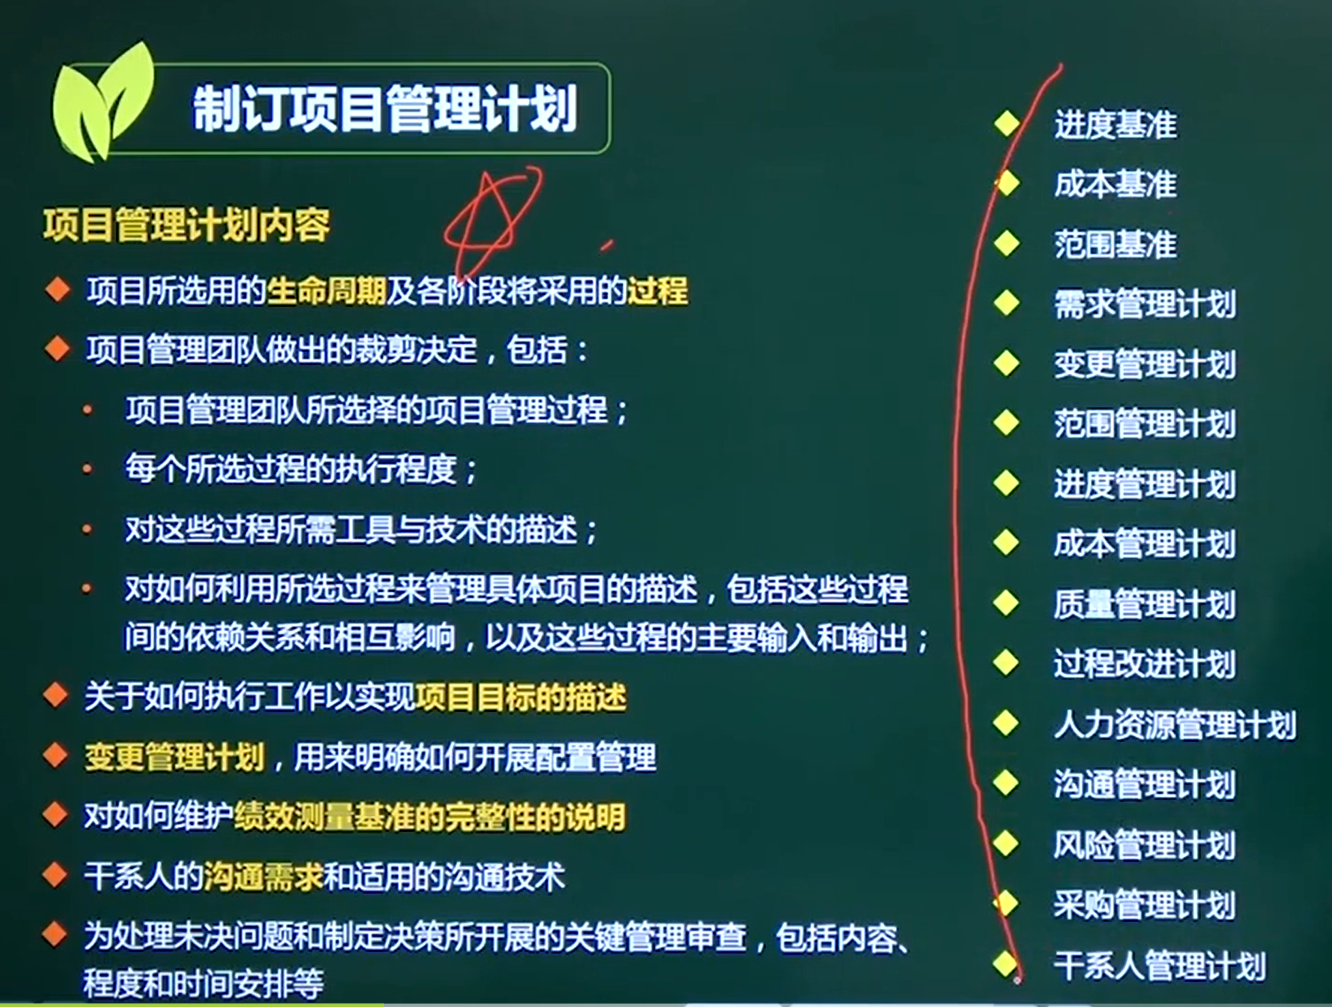 制订项目管理计划
项目管理计划内容
项目所选用的生命周期及各阶段将采用的过程
项目管理团队做出的裁剪决定，包括：
项目管理团队所选择的项目管理过程；
每个所选过程的执行程度；
对这些过程所需工具与技术的描述；
对如何利用所选过程来管理具体项目的描述，包括这些过程
间的依赖关系和相互影响，以及这些过程的主要输入和输出；
关于如何执行工作以实现项目目标的描述
变更管理计划，用来明确如何开展配置管理
对如何维护绩效测量基准的完整性的说明
干系人的沟通需求和适用的沟通技术
为处理未决问题和制定决策所开展的关键管理审查，包括内容、
程度和时间安排等
进度基准
成本基准
范围基准
需求管理计划
变更管理计划
范围管理计划
进度管理计划
成本管理计划
质量管理计划
过程改进计划
人力资源管理计划
沟通管理计划
风险管理计划
采购管理计划
干系人管理计划